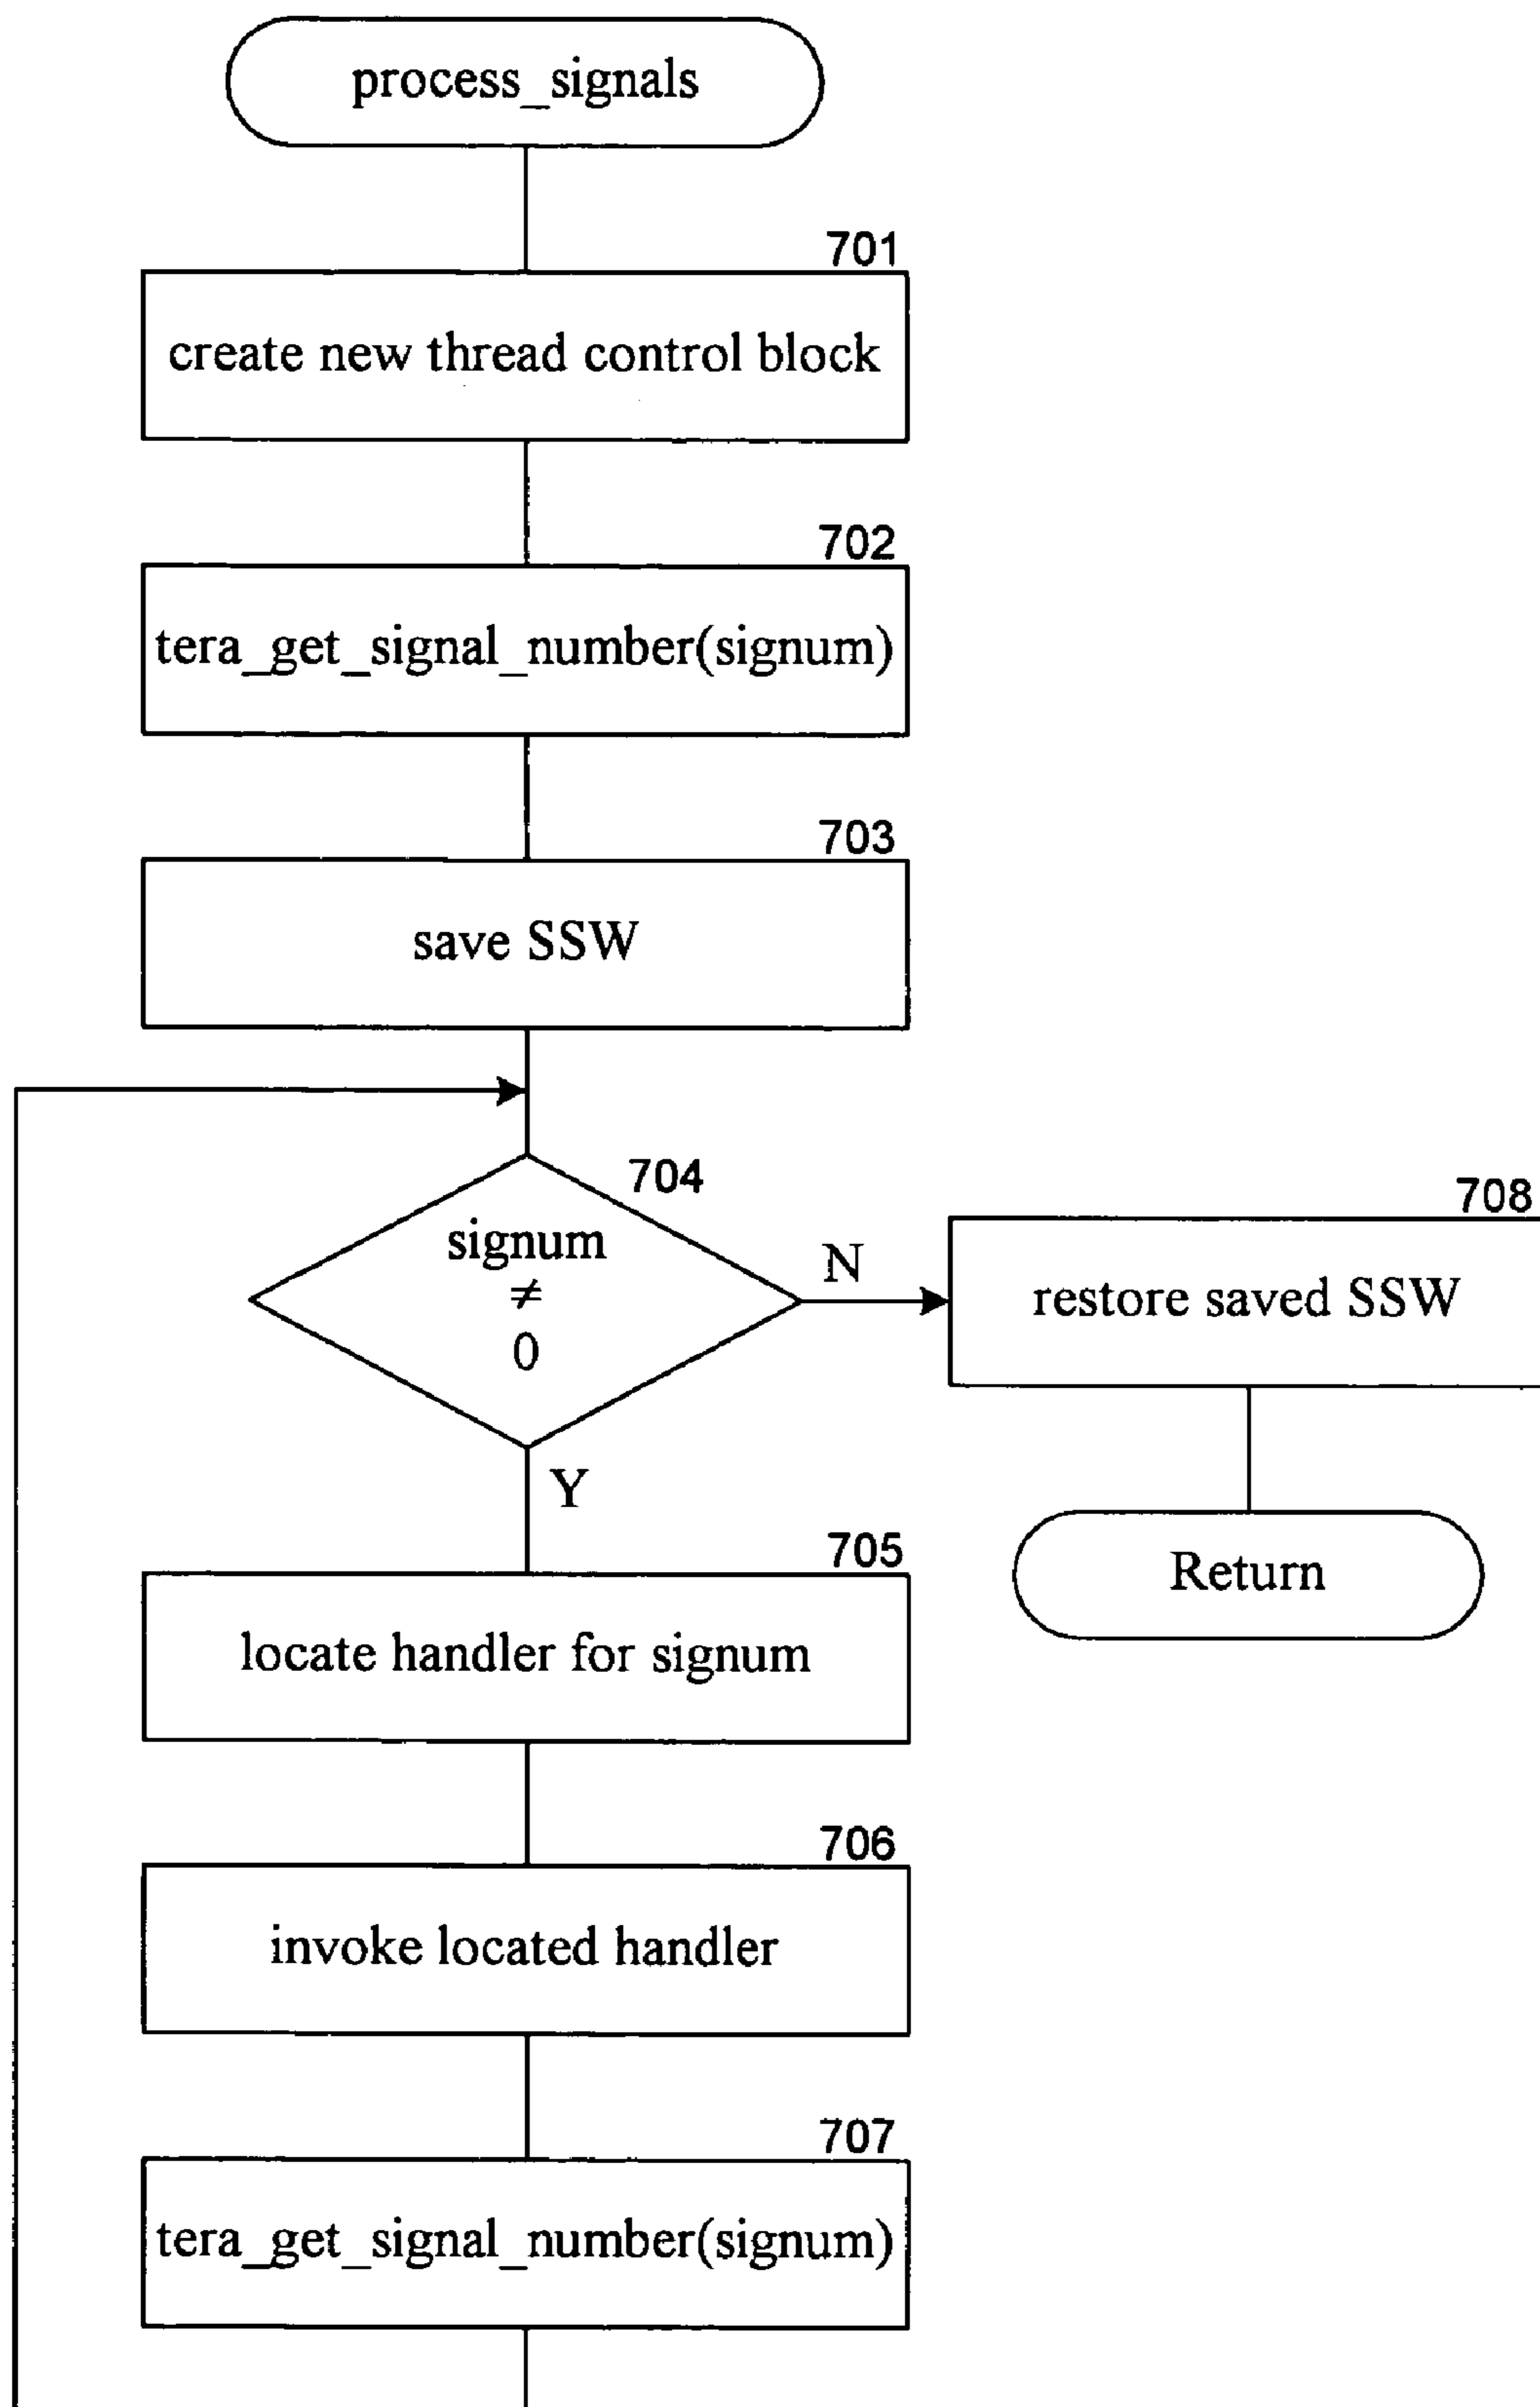 process_signals
701
create new thread control block
702
tera_get_signal_number(signum)
703
save SSW
704
signum
≠
0
N
Y
708
restore saved SSW
Return
705
locate handler for signum
706
invoke located handler
707
tera_get_signal_number(signum)